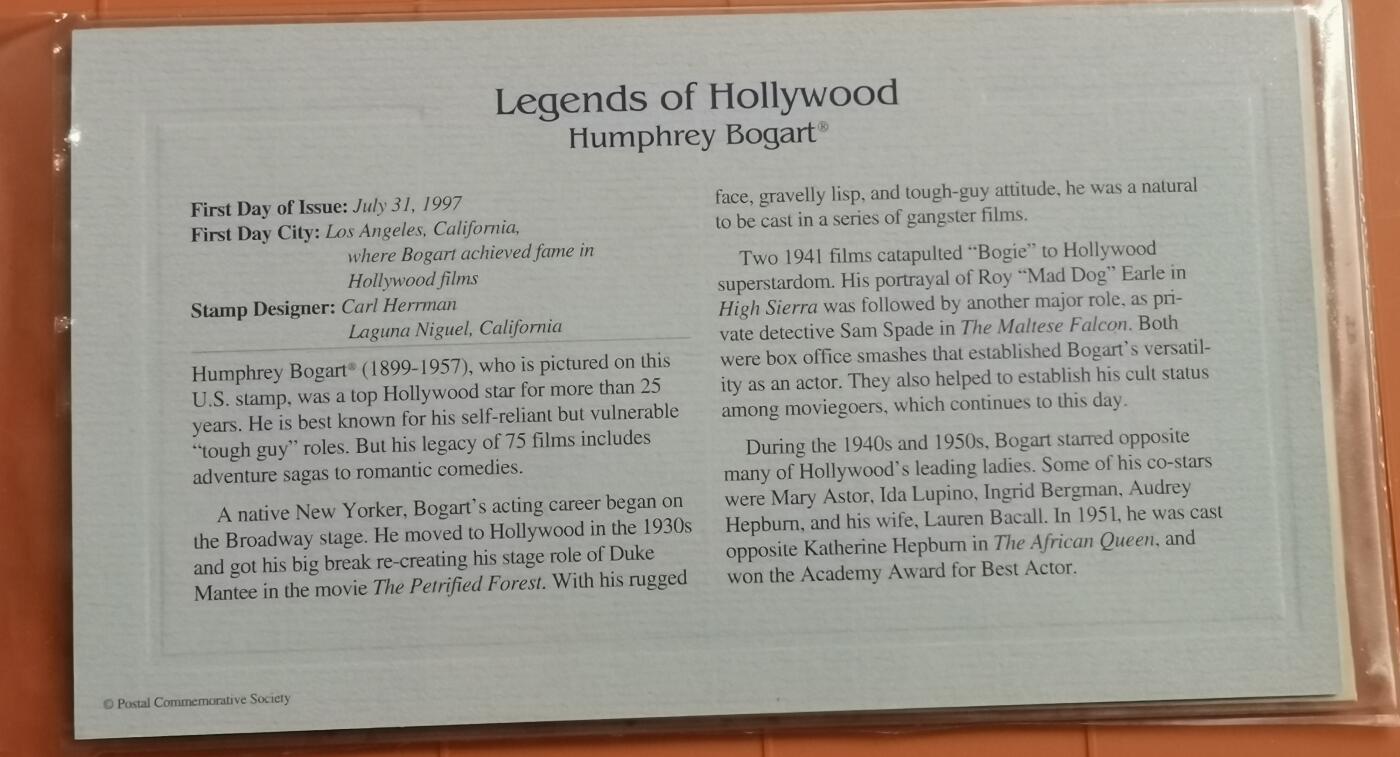 Legends of Hollywood
Humphrey Bogart®
First Day of Issue: July 31, 1997
First Day City: Los Angeles, California,
where Bogart achieved fame in
Hollywood films
Stamp Designer: Carl Herrman
Laguna Niguel, California
Humphrey Bogart® (1899-1957), who is pictured on this
U.S. stamp, was a top Hollywood star for more than 25
years. He is best known for his self-reliant but vulnerable
“tough guy” roles. But his legacy of 75 films includes
adventure sagas to romantic comedies.
A native New Yorker, Bogart’s acting career began on
the Broadway stage. He moved to Hollywood in the 1930s
and got his big break re-creating his stage role of Duke
Mantee in the movie The Petrified Forest. With his rugged
face, gravelly lisp, and tough-guy attitude, he was a natural
to be cast in a series of gangster films.
Two 1941 films catapulted “Bogie” to Hollywood
superstardom. His portrayal of Roy “Mad Dog” Earle in
High Sierra was followed by another major role, as pri-
vate detective Sam Spade in The Maltese Falcon. Both
were box office smashes that established Bogart’s versatil-
ity as an actor. They also helped to establish his cult status
among moviegoers, which continues to this day.
During the 1940s and 1950s, Bogart starred opposite
many of Hollywood’s leading ladies. Some of his co-stars
were Mary Astor, Ida Lupino, Ingrid Bergman, Audrey
Hepburn, and his wife, Lauren Bacall. In 1951, he was cast
opposite Katherine Hepburn in The African Queen, and
won the Academy Award for Best Actor.
© Postal Commemorative Society